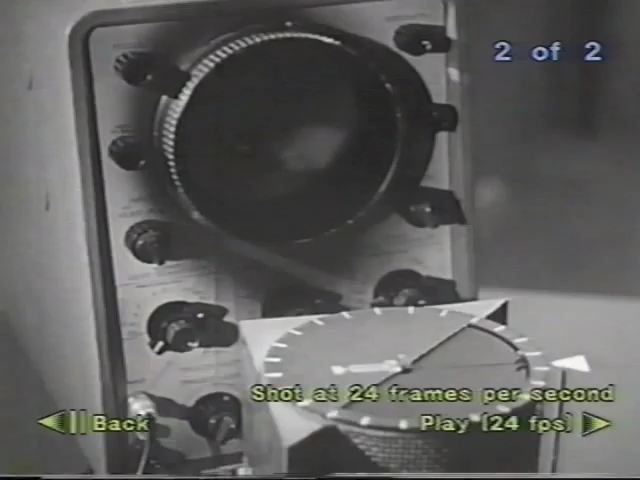 2 of 2
Shot at 24 frames per second
Back
Play (24 fps)